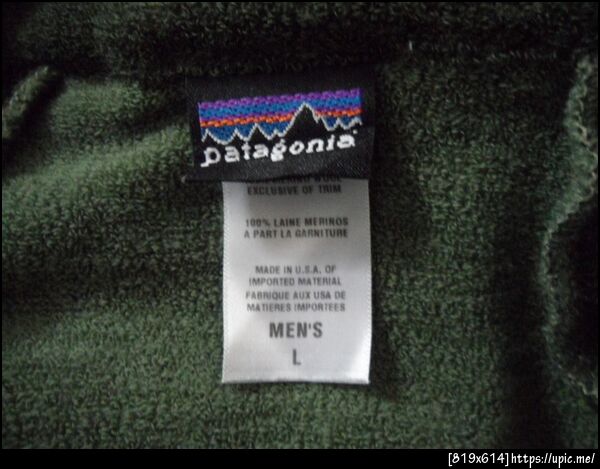 patagonia
EXCLUSIVE OF TRIM
100% LAINE MERINOS
A PART LA GARNITURE
MADE IN U.S.A. OF
IMPORTED MATERIAL
FABRIQUE AUX USA DE
MATIERES IMPORTEES
MEN'S
L
[819x614]https://upic.me/